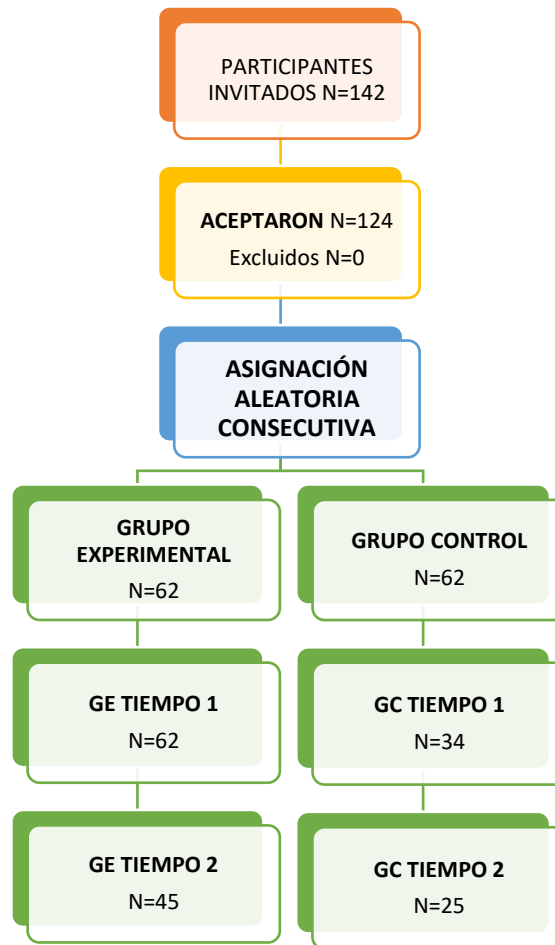 PARTICIPANTES
INVITADOS N=142
ACEPTARON N=124
Excluidos N=0
ASIGNACIÓN
ALEATORIA
CONSECUTIVA
GRUPO
EXPERIMENTAL
N=62
GRUPO CONTROL
N=62
GE TIEMPO 1
N=62
GC TIEMPO 1
N=34
GE TIEMPO 2
N=45
GC TIEMPO 2
N=25